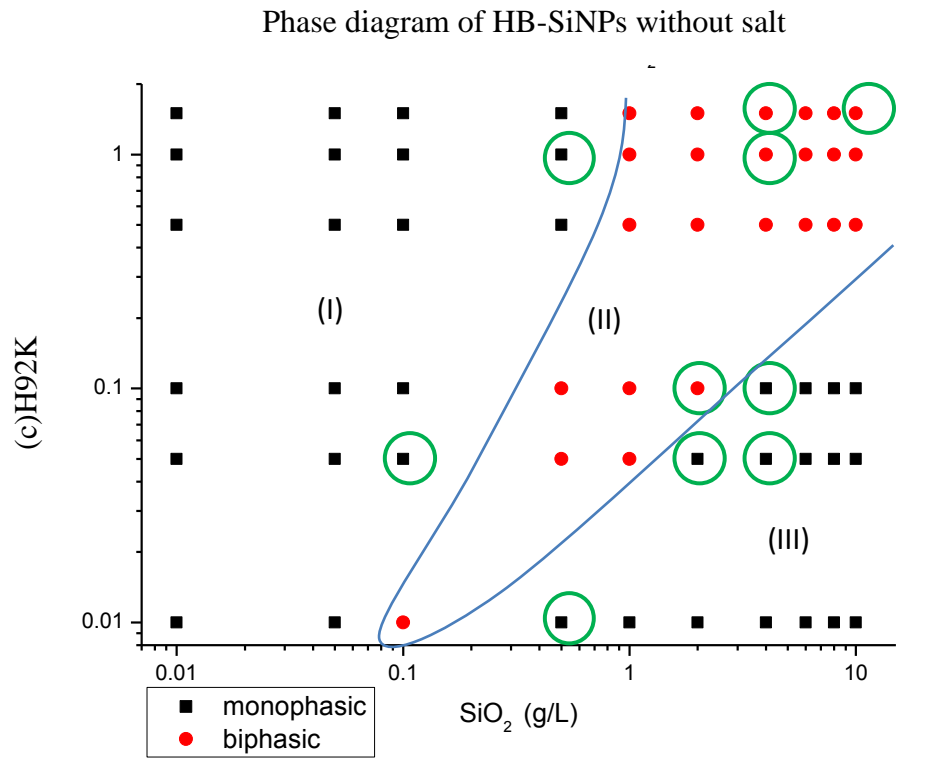 Phase diagram of HB-SiNPs without salt
2
1
0.1
0.01
(c)H92K
(I)
(II)
(III)
0.01 0.1 1 10
SiO2 (g/L)
monophasic
biphasic